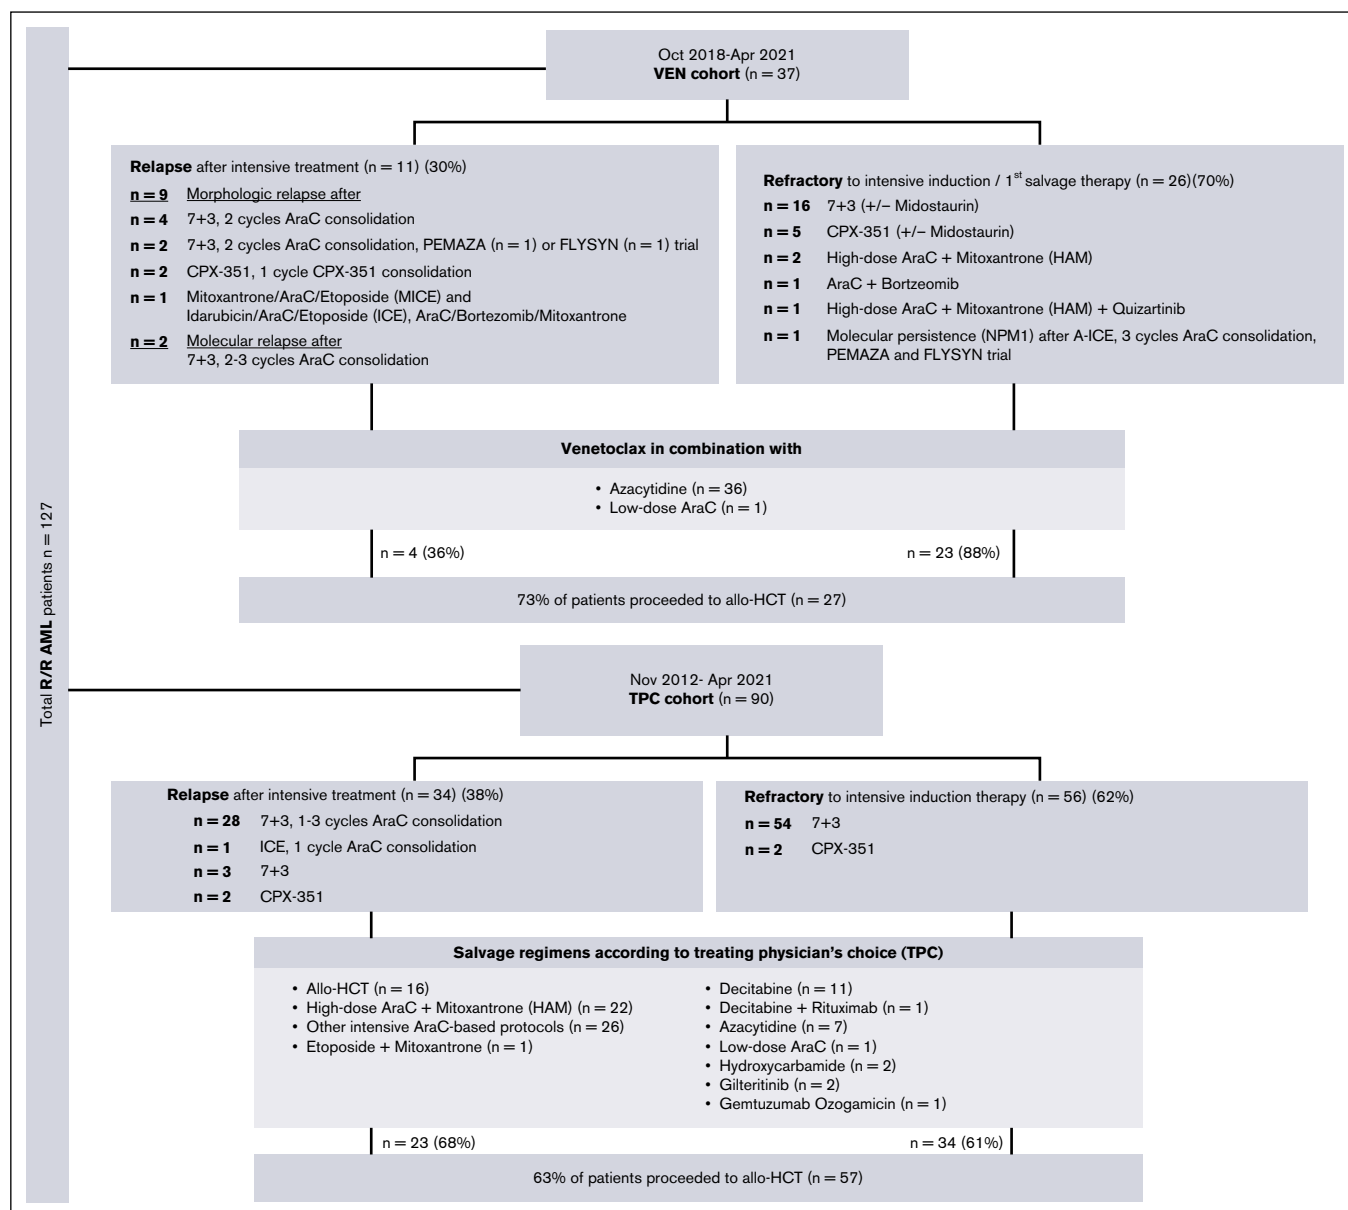 Total R/R AML patients n = 127
Oct 2018-Apr 2021
VEN cohort (n = 37)
Relapse after intensive treatment (n = 11) (30%)
n = 9 Morphologic relapse after
n = 4 7+3, 2 cycles AraC consolidation
n = 2 7+3, 2 cycles AraC consolidation, PEMAZA (n = 1) or FLYSYN (n = 1) trial
n = 2 CPX-351, 1 cycle CPX-351 consolidation
n = 1 Mitoxantrone/AraC/Etoposide (MICE) and
Idarubicin/AraC/Etoposide (ICE), AraC/Bortezomib/Mitoxantrone
n = 2 Molecular relapse after
7+3, 2-3 cycles AraC consolidation
Refractory to intensive induction / 1st salvage therapy (n = 26)(70%)
n = 16 7+3 (+/− Midostaurin)
n = 5 CPX-351 (+/− Midostaurin)
n = 2 High-dose AraC + Mitoxantrone (HAM)
n = 1 AraC + Bortzeomib
n = 1 High-dose AraC + Mitoxantrone (HAM) + Quizartinib
n = 1 Molecular persistence (NPM1) after A-ICE, 3 cycles AraC consolidation,
PEMAZA and FLYSYN trial
Venetoclax in combination with
• Azacytidine (n = 36)
• Low-dose AraC (n = 1)
n = 4 (36%)
n = 23 (88%)
73% of patients proceeded to allo-HCT (n = 27)
Nov 2012- Apr 2021
TPC cohort (n = 90)
Relapse after intensive treatment (n = 34) (38%)
n = 28 7+3, 1-3 cycles AraC consolidation
n = 1 ICE, 1 cycle AraC consolidation
n = 3 7+3
n = 2 CPX-351
Refractory to intensive induction therapy (n = 56) (62%)
n = 54 7+3
n = 2 CPX-351
Salvage regimens according to treating physician's choice (TPC)
• Allo-HCT (n = 16)
• High-dose AraC + Mitoxantrone (HAM) (n = 22)
• Other intensive AraC-based protocols (n = 26)
• Etoposide + Mitoxantrone (n = 1)
• Decitabine (n = 11)
• Decitabine + Rituximab (n = 1)
• Azacytidine (n = 7)
• Low-dose AraC (n = 1)
• Hydroxycarbamide (n = 2)
• Gilteritinib (n = 2)
• Gemtuzumab Ozogamicin (n = 1)
n = 23 (68%)
n = 34 (61%)
63% of patients proceeded to allo-HCT (n = 57)